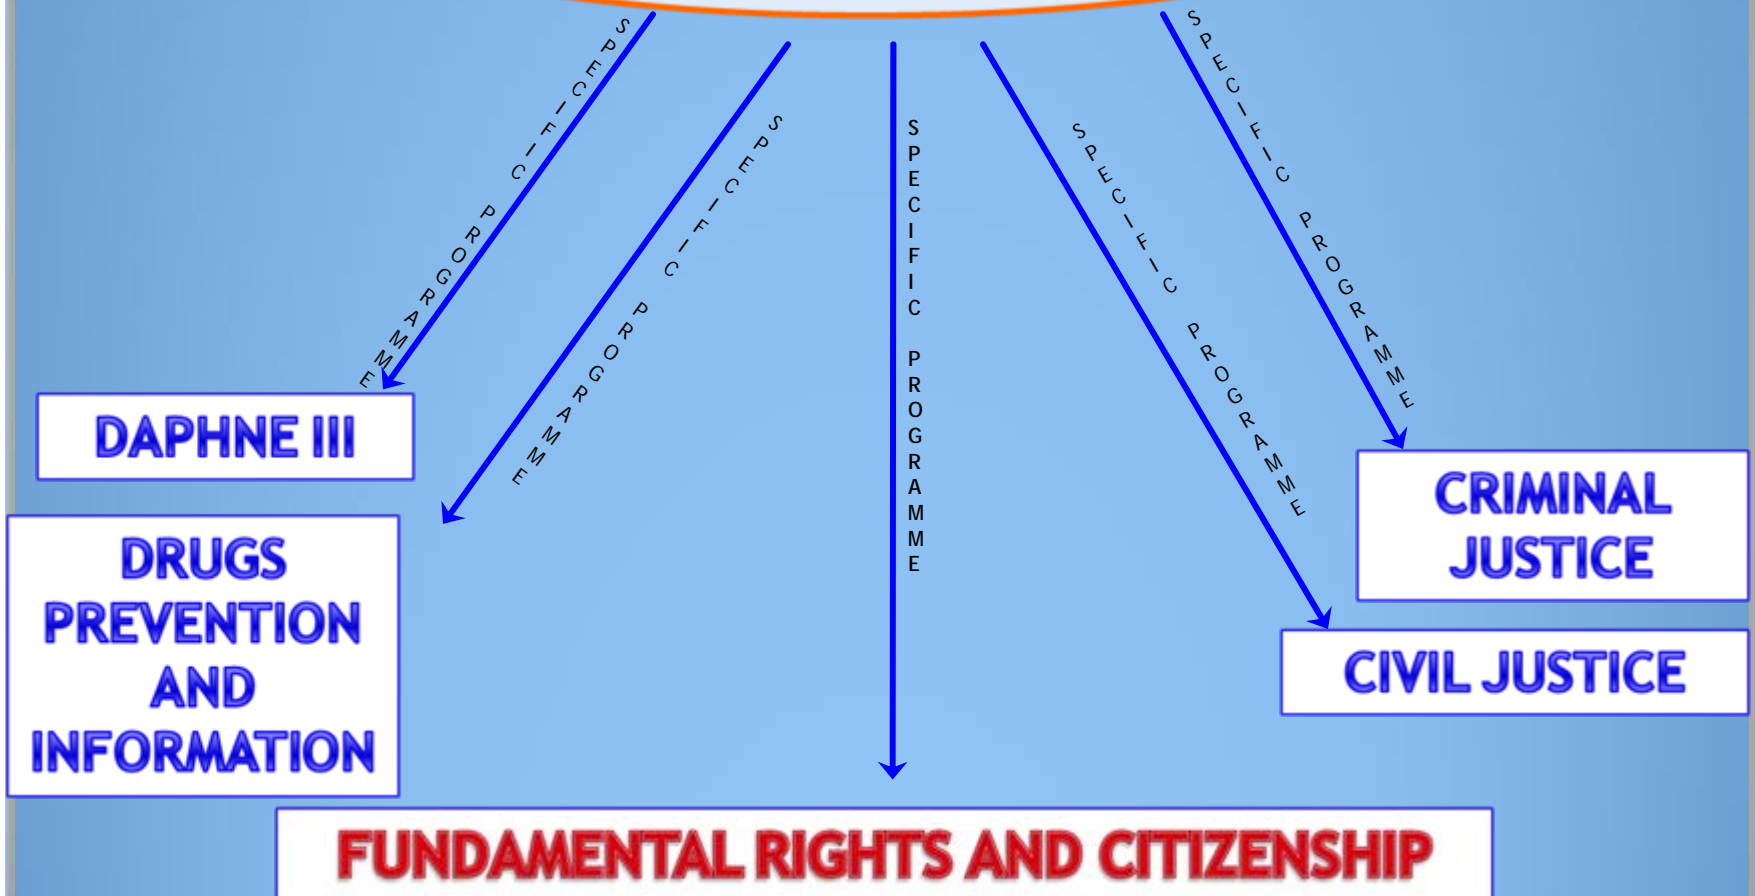 SPECIFIC PROGRAMME
SPECIFIC PROGRAMME
SPECIFIC PROGRAMME
SPECIFIC PROGRAMME
SPECIFIC PROGRAMME
DAPHNE III
DRUGS
PREVENTION
AND
INFORMATION
CRIMINAL
JUSTICE
CIVIL JUSTICE
FUNDAMENTAL RIGHTS AND CITIZENSHIP